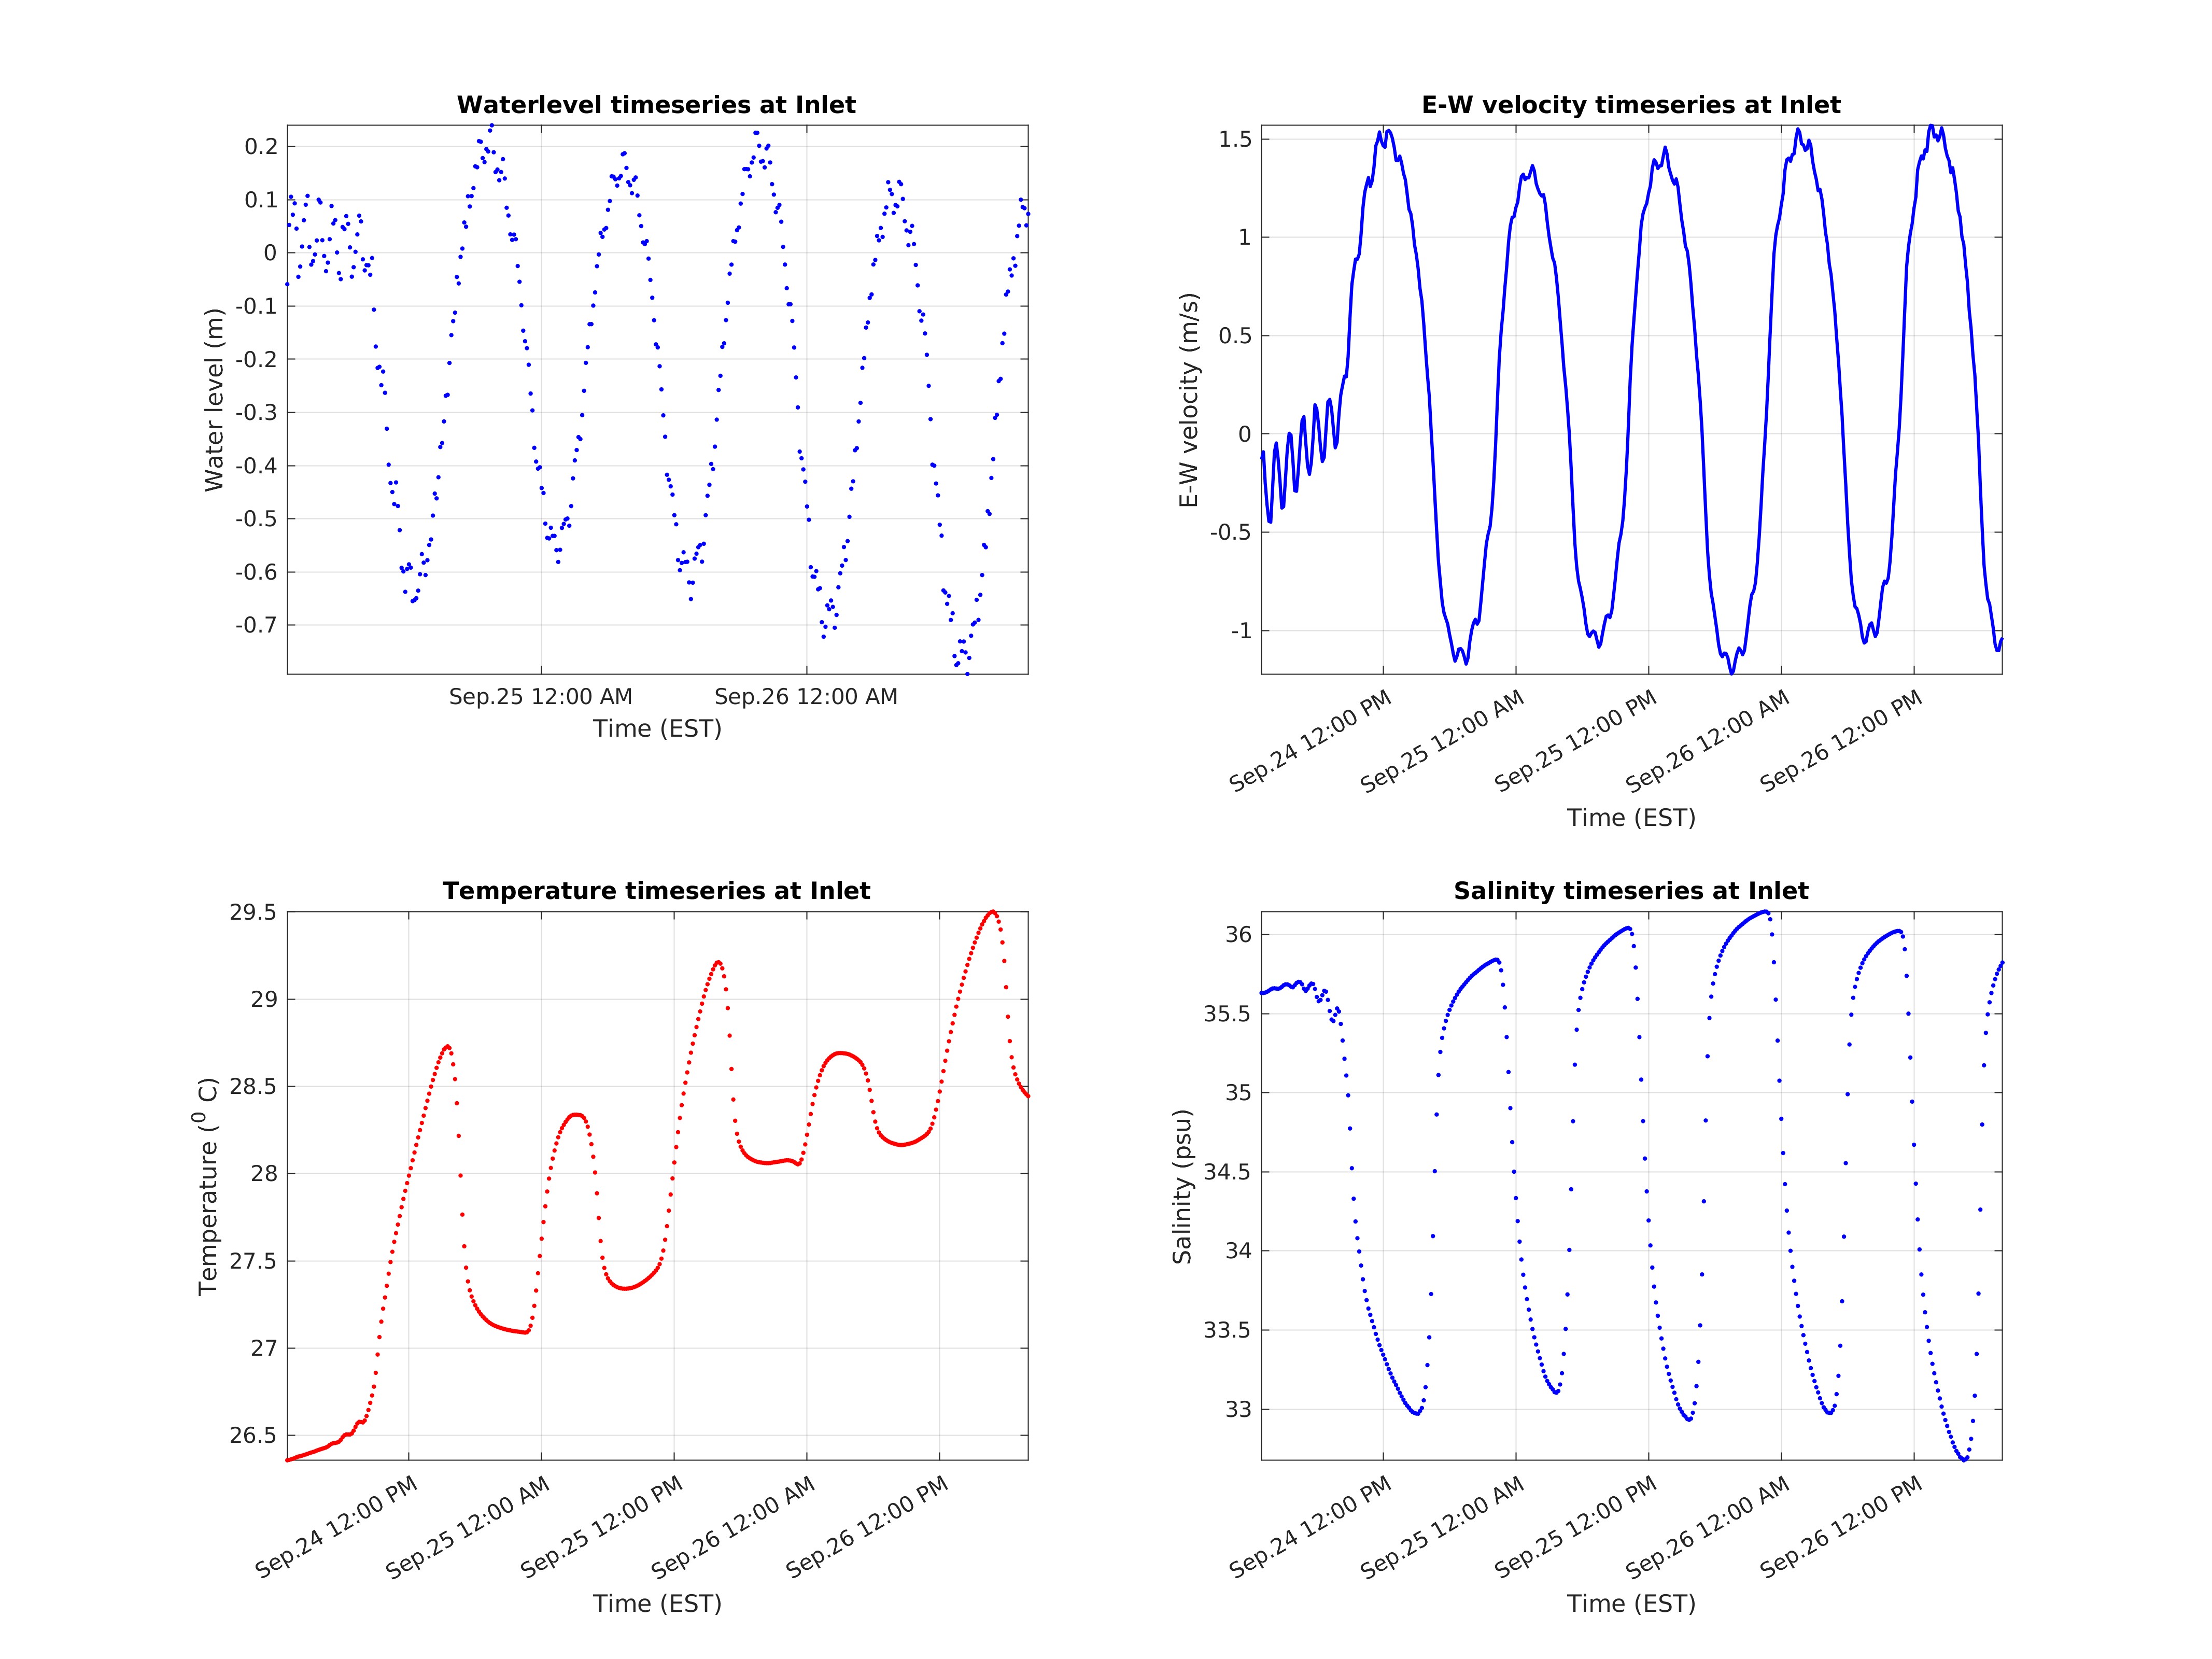 Waterlevel timeseries at Inlet
0.2
0.1
0
-0.1
-0.2
-0.3
-0.4
-0.5
-0.6
-0.7
Water level (m)
Sep.25 12:00 AM
Sep.26 12:00 AM
Time (EST)
E-W velocity timeseries at Inlet
1.5
1
0.5
0
-0.5
-1
E-W velocity (m/s)
Sep.24 12:00 PM
Sep.25 12:00 AM
Sep.25 12:00 PM
Sep.26 12:00 AM
Sep.26 12:00 PM
Time (EST)
Temperature timeseries at Inlet
29.5
29
28.5
28
27.5
27
26.5
Temperature (⁰ C)
Sep.24 12:00 PM
Sep.25 12:00 AM
Sep.25 12:00 PM
Sep.26 12:00 AM
Sep.26 12:00 PM
Time (EST)
Salinity timeseries at Inlet
36
35.5
35
34.5
34
33.5
33
Salinity (psu)
Sep.24 12:00 PM
Sep.25 12:00 AM
Sep.25 12:00 PM
Sep.26 12:00 AM
Sep.26 12:00 PM
Time (EST)